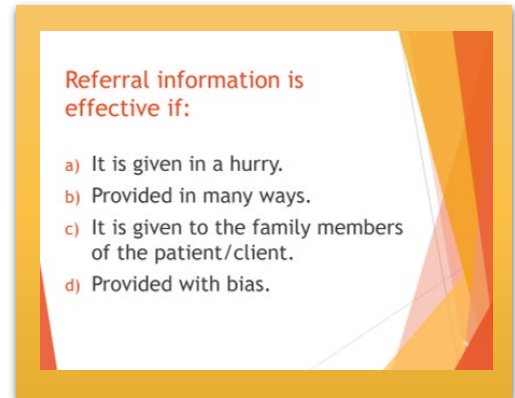 Referral information is
effective if:
a) It is given in a hurry.
b) Provided in many ways.
c) It is given to the family members
of the patient/client.
d) Provided with bias.